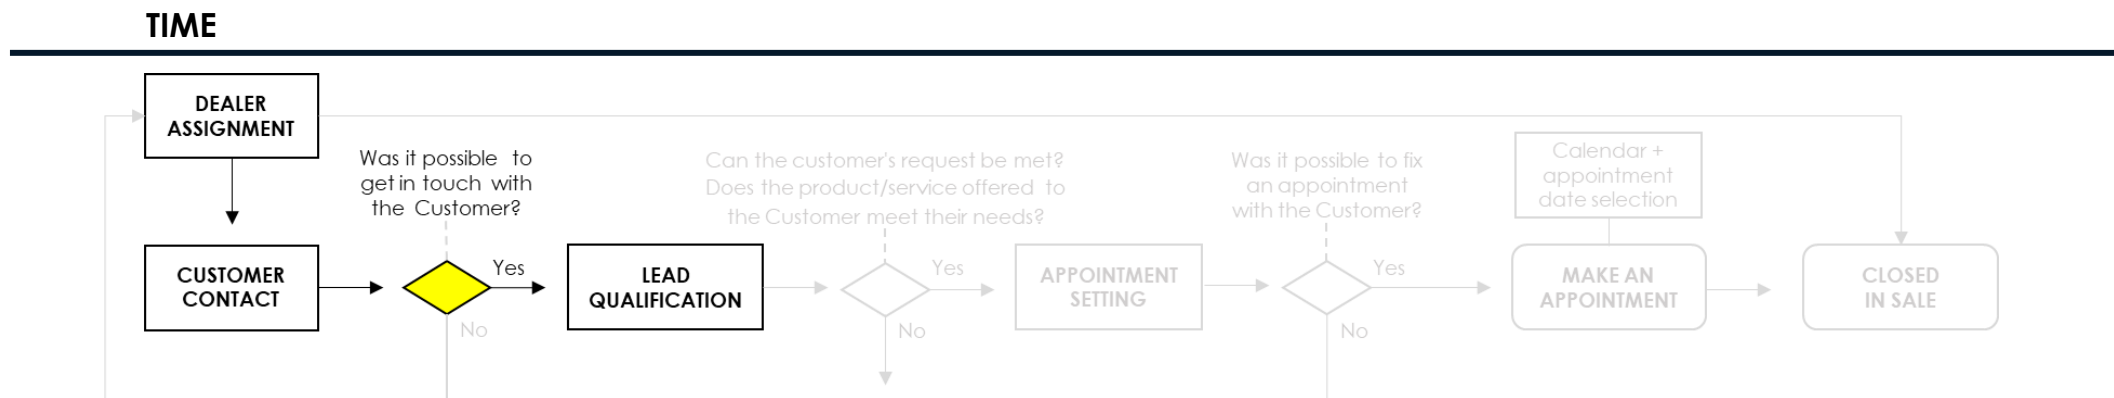 TIME
DEALER
ASSIGNMENT
Was it possible to
get in touch with
the Customer?
Can the customer's request be met?
Does the product/service offered to
the Customer meet their needs?
Was it possible to fix
an appointment
with the Customer?
Calendar +
appointment
date selection
CUSTOMER
CONTACT
Yes
No
LEAD
QUALIFICATION
Yes
No
APPOINTMENT
SETTING
Yes
No
MAKE AN
APPOINTMENT
CLOSED
IN SALE